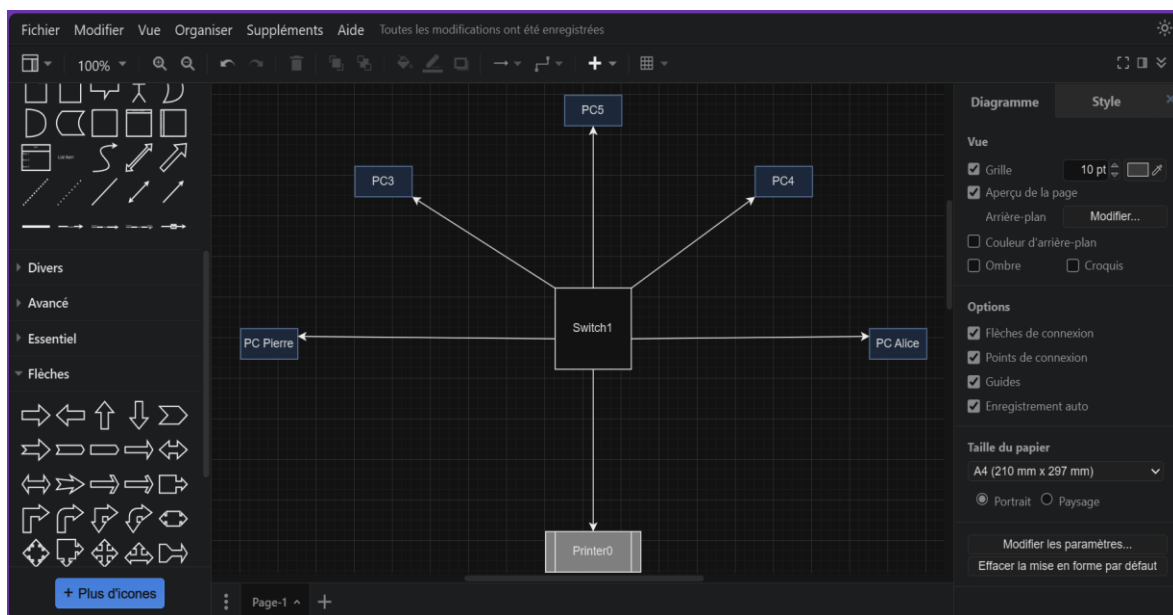 Fichier Modifier Vue Organiser Suppléments Aide Toutes les modifications ont été enregistrées
100%
List Item
Divers
Avancé
Essentiel
Flèches
+ Plus d'icones
PC5
PC3
PC4
Switch1
PC Pierre
PC Alice
Printer0
Page-1
Diagramme Style
Vue
Grille 10 pt
Aperçu de la page
Arrière-plan Modifier...
Couleur d'arrière-plan
Ombre Croquis
Options
Flèches de connexion
Points de connexion
Guides
Enregistrement auto
Taille du papier
A4 (210 mm x 297 mm)
Portrait Paysage
Modifier les paramètres...
Effacer la mise en forme par défaut